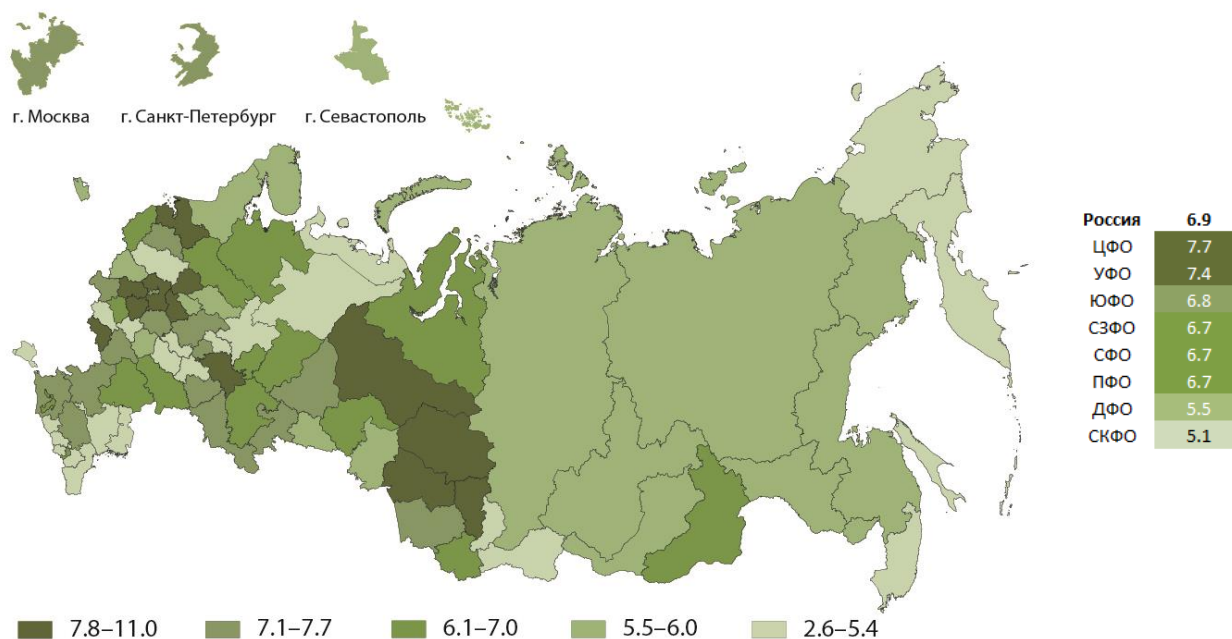 г. Москва
г. Санкт-Петербург
г. Севастополь
Россия 6.9
ЦФО 7.7
УФО 7.4
ЮФО 6.8
СЗФО 6.7
СФО 6.7
ПФО 6.7
ДФО 5.5
СКФО 5.1
7.8–11.0
7.1–7.7
6.1–7.0
5.5–6.0
2.6–5.4